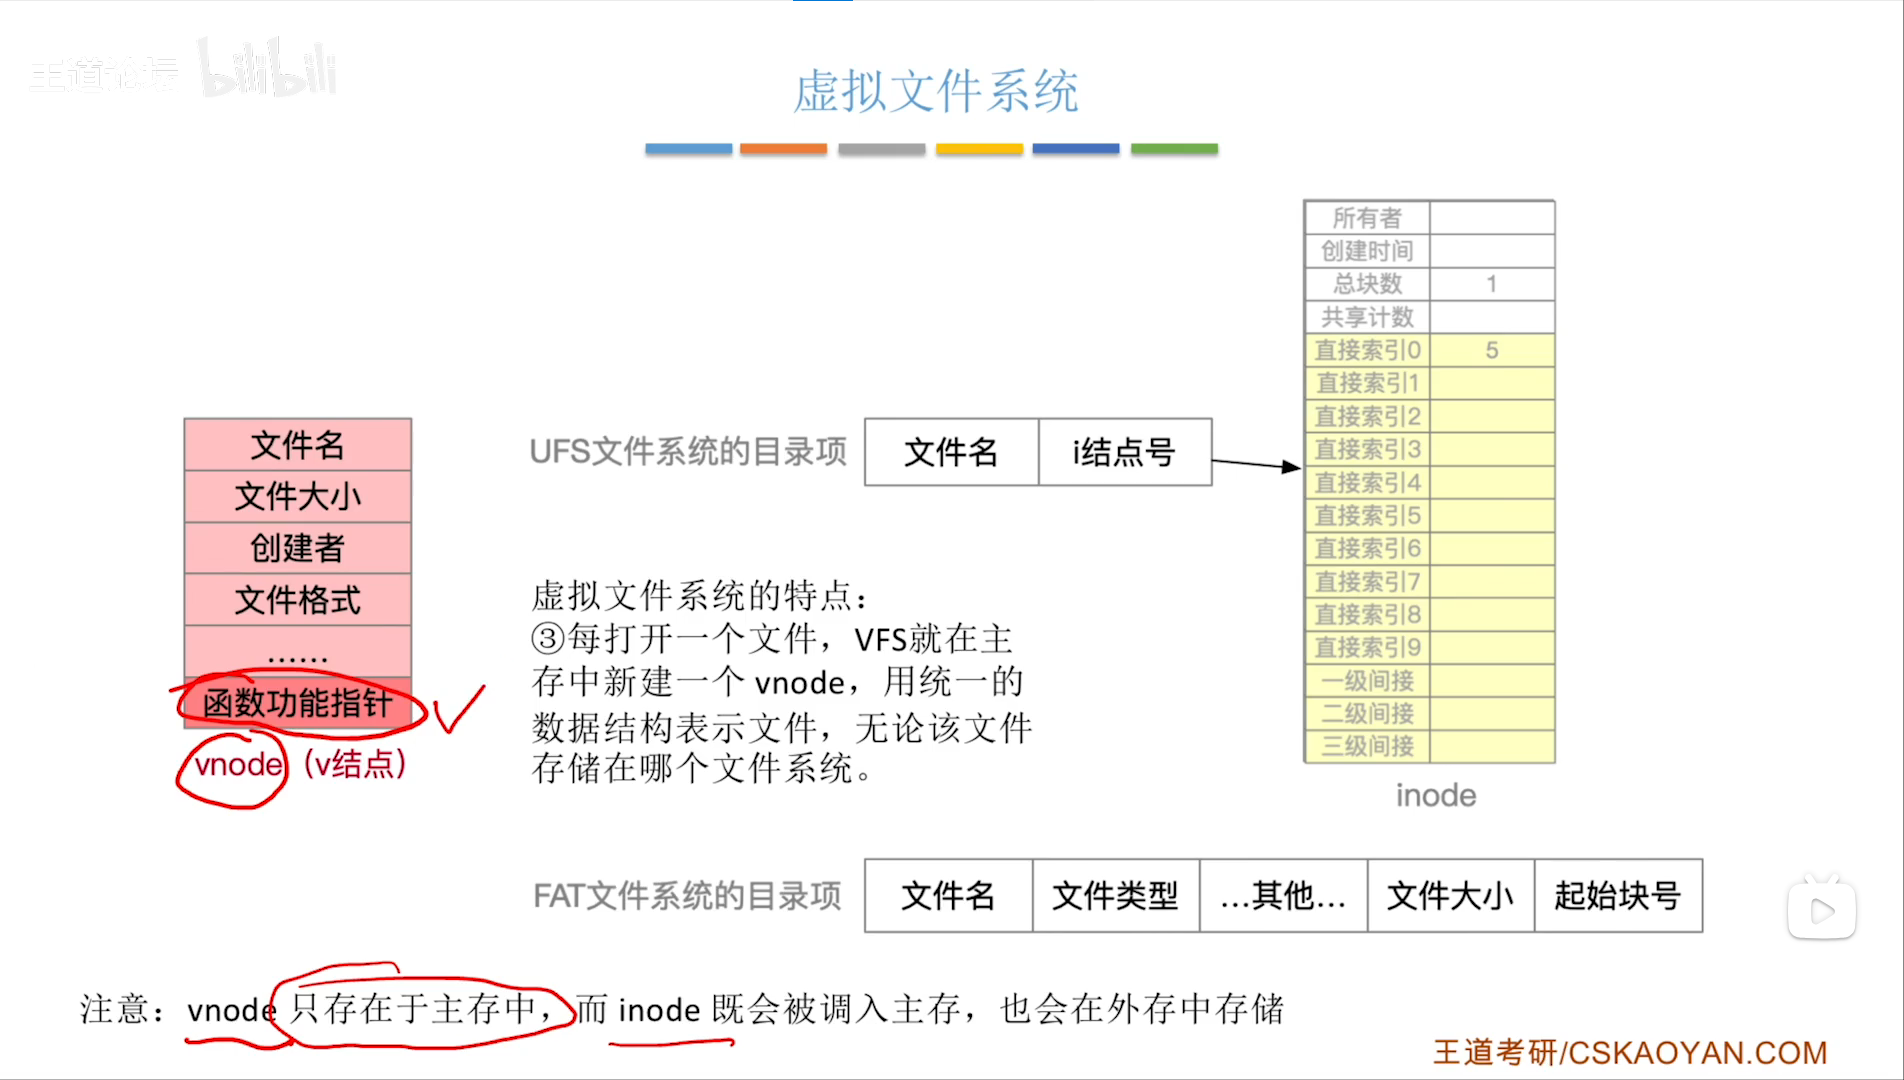 王道论坛 bilibili
虚拟文件系统
所有者
创建时间
总块数 1
共享计数
直接索引0 5
直接索引1
直接索引2
直接索引3
直接索引4
直接索引5
直接索引6
直接索引7
直接索引8
直接索引9
一级间接
二级间接
三级间接
inode
文件名
文件大小
创建者
文件格式
……
函数功能指针
vnode（v结点）
UFS文件系统的目录项 文件名 i结点号
虚拟文件系统的特点：
③每打开一个文件，VFS就在主
存中新建一个 vnode，用统一的
数据结构表示文件，无论该文件
存储在哪个文件系统。
FAT文件系统的目录项 文件名 文件类型 …其他… 文件大小 起始块号
注意：vnode 只存在于主存中，而 inode 既会被调入主存，也会在外存中存储
王道考研/CSKAOYAN.COM